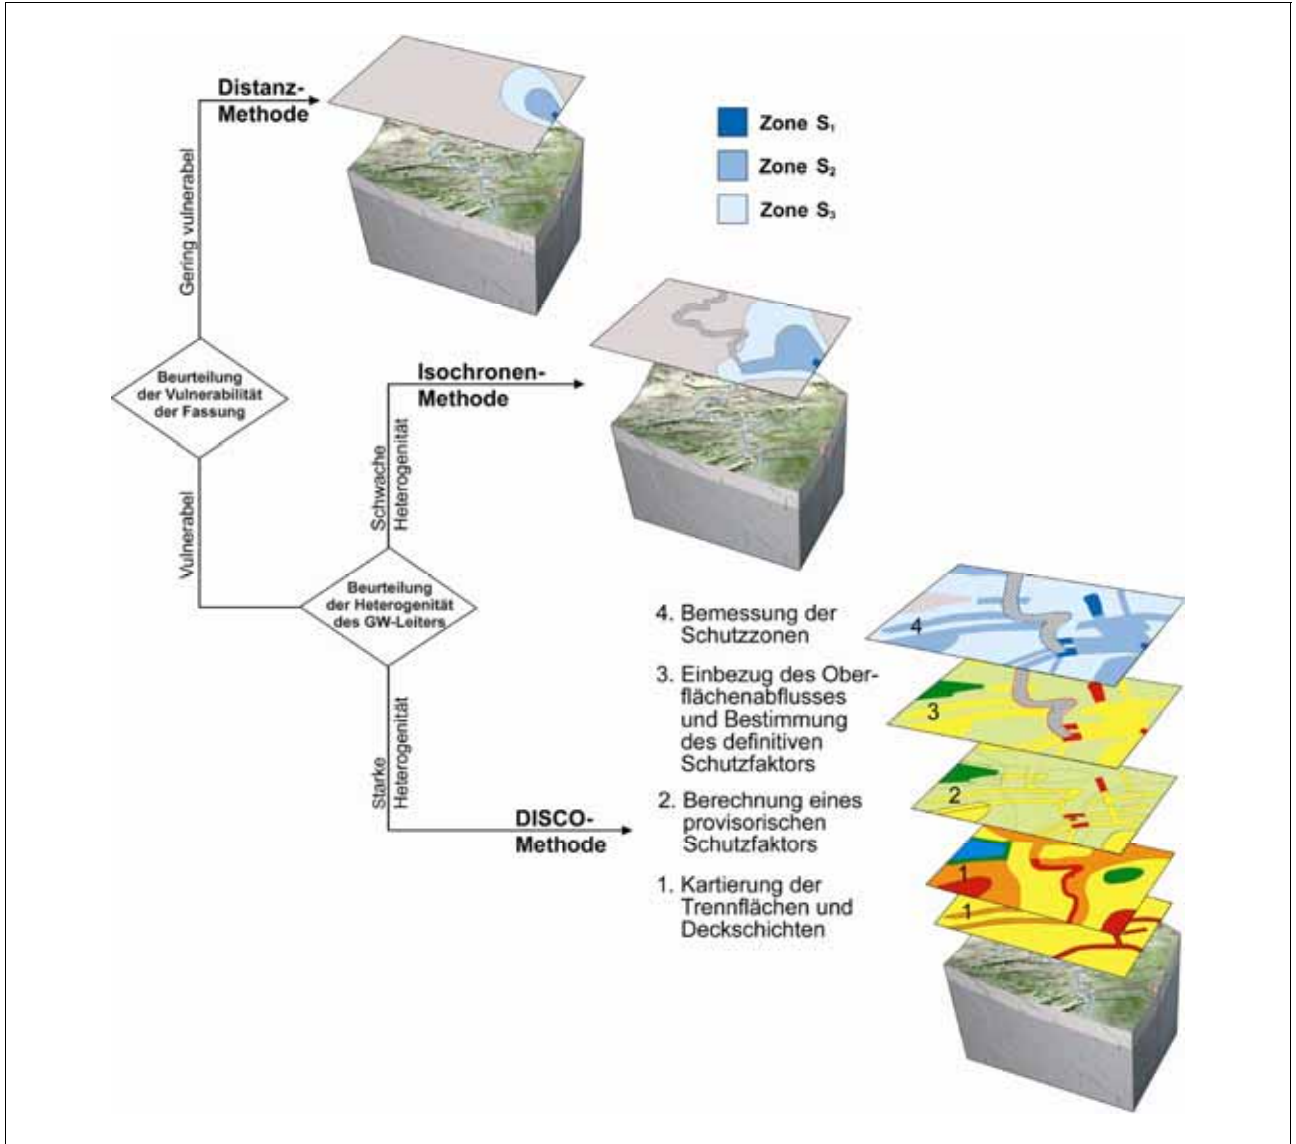 Distanz-
Methode
Zone S₁
Zone S₂
Zone S₃
Gering vulnerabel
Beurteilung
der Vulnerabilität
der Fassung
Isochronen-
Methode
Schwache
Heterogenität
Vulnerabel
Beurteilung
der Heterogenität
des GW-Leiters
Starke
Heterogenität
DISCO-
Methode
4. Bemessung der
Schutzzonen
3. Einbezug des Ober-
flächenabflusses
und Bestimmung
des definitiven
Schutzfaktors
2. Berechnung eines
provisorischen
Schutzfaktors
1. Kartierung der
Trennflächen und
Deckschichten
4
3
2
1
1